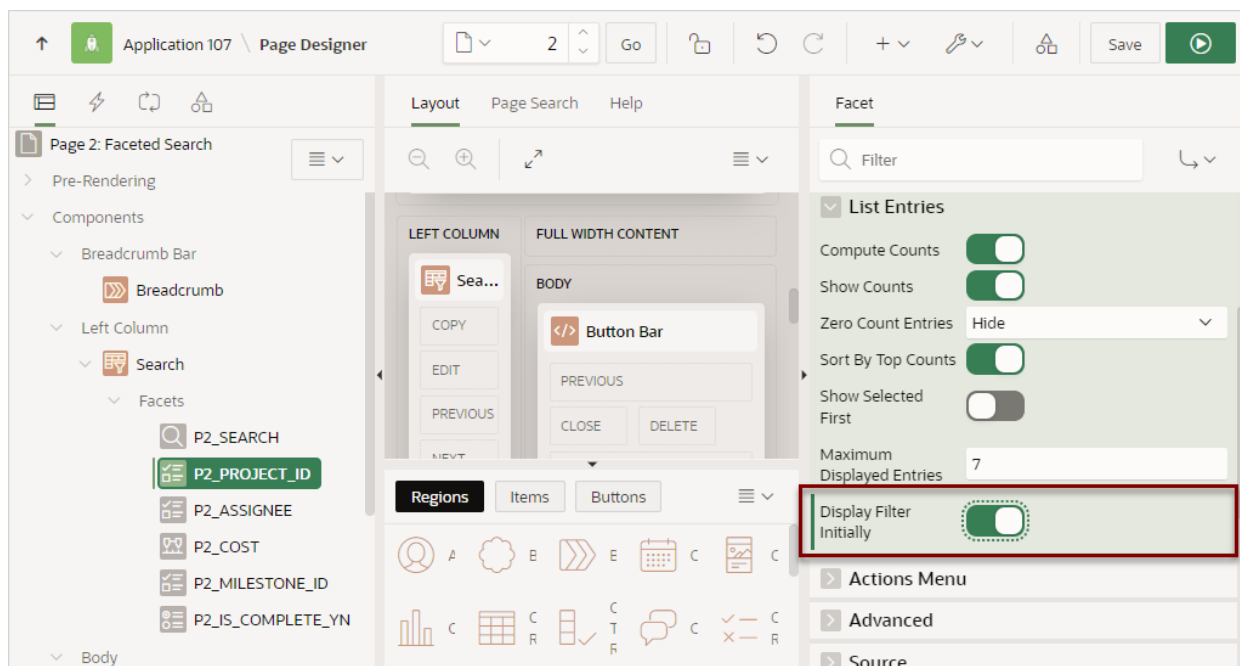 Application 107 \ Page Designer
2
Go
Save
Page 2: Faceted Search
Pre-Rendering
Components
Breadcrumb Bar
Breadcrumb
Left Column
Search
Facets
P2_SEARCH
P2_PROJECT_ID
P2_ASSIGNEE
P2_COST
P2_MILESTONE_ID
P2_IS_COMPLETE_YN
Body
Layout Page Search Help
LEFT COLUMN
Sea...
COPY
EDIT
PREVIOUS
NEXT
FULL WIDTH CONTENT
BODY
</> Button Bar
PREVIOUS
CLOSE DELETE
Regions Items Buttons
A B E C C
C C R C T R C C R
Facet
Filter
List Entries
Compute Counts
Show Counts
Zero Count Entries Hide
Sort By Top Counts
Show Selected
First
Maximum
Displayed Entries 7
Display Filter
Initially
Actions Menu
Advanced
Source